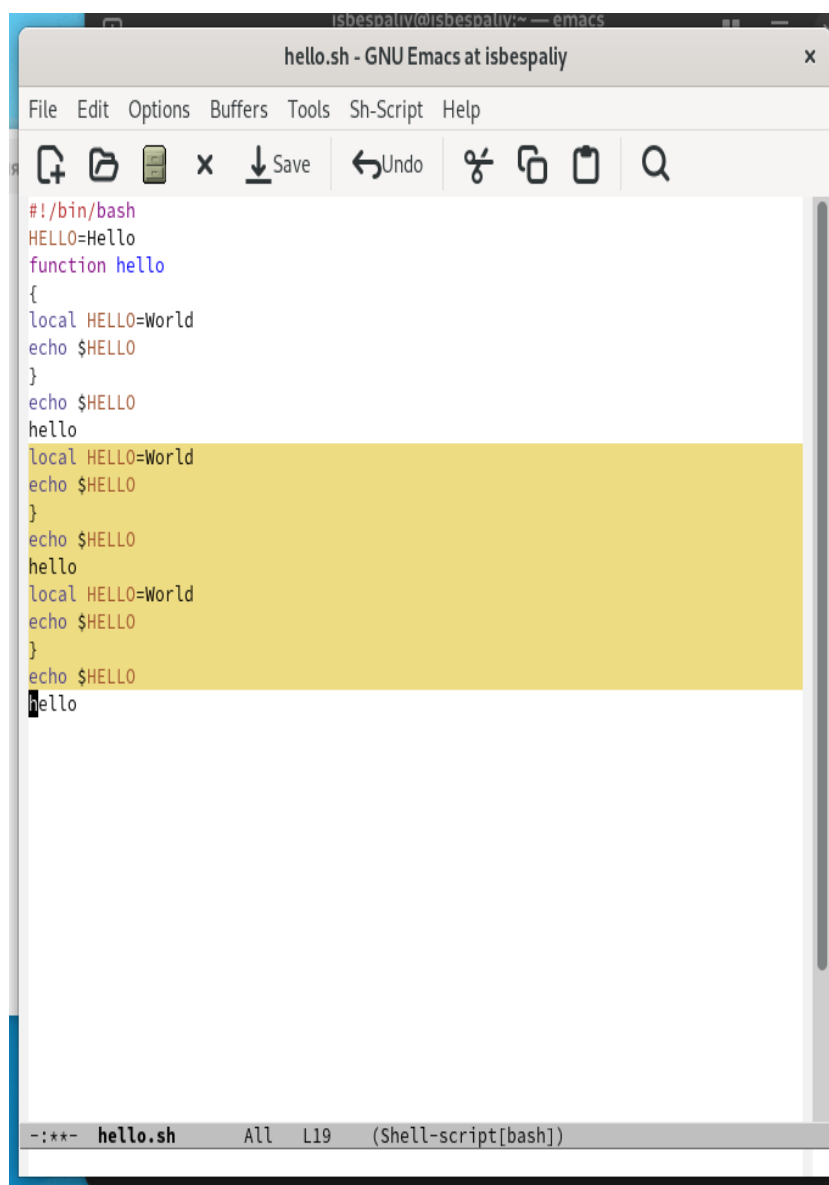 isbespaliy@isbespaliy:~ — emacs
hello.sh - GNU Emacs at isbespaliy
x
File Edit Options Buffers Tools Sh-Script Help
Save Undo
#!/bin/bash
HELLO=Hello
function hello
{
local HELLO=World
echo $HELLO
}
echo $HELLO
hello
local HELLO=World
echo $HELLO
}
echo $HELLO
hello
local HELLO=World
echo $HELLO
}
echo $HELLO
hello
-:**- hello.sh All L19 (Shell-script[bash])